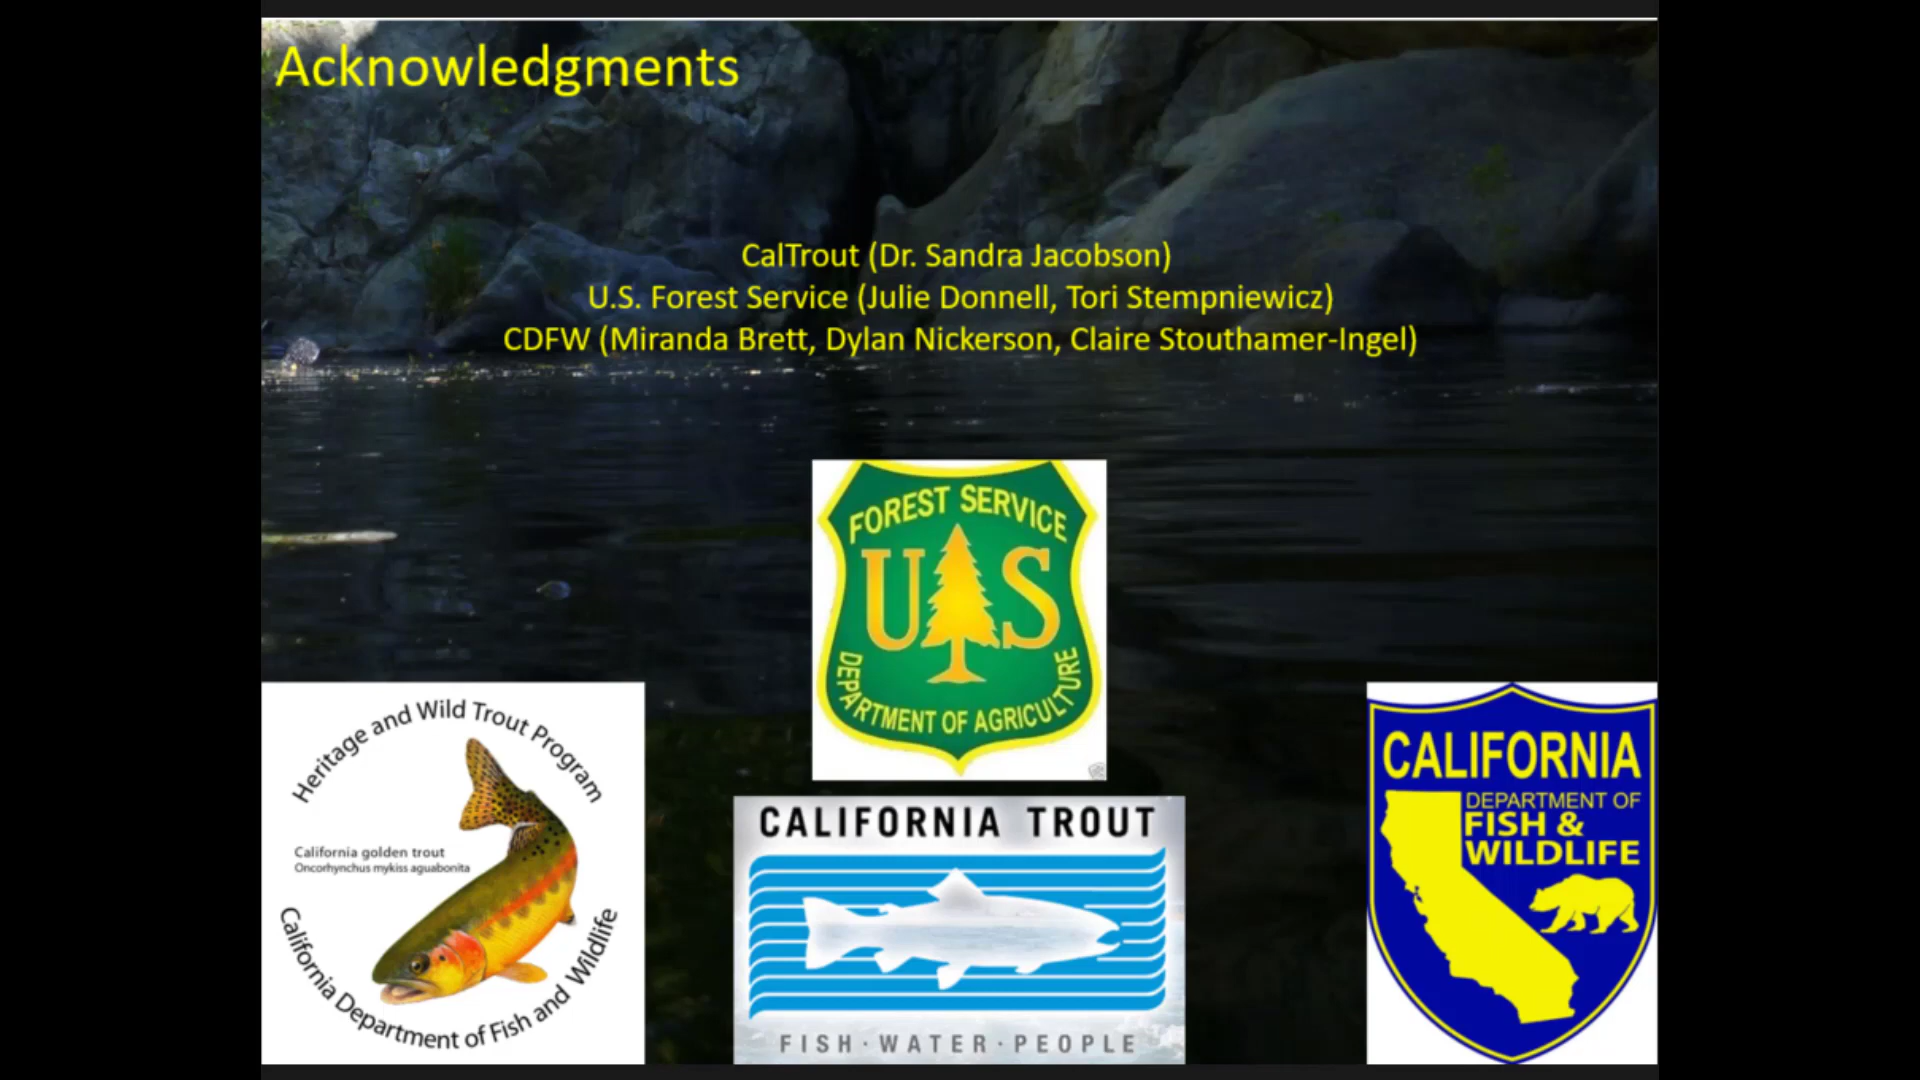 Acknowledgments
CalTrout (Dr. Sandra Jacobson)
U.S. Forest Service (Julie Donnell, Tori Stempniewicz)
CDFW (Miranda Brett, Dylan Nickerson, Claire Stouthamer-Ingel)
FOREST SERVICE
U S
DEPARTMENT OF AGRICULTURE
Heritage and Wild Trout Program
California golden trout
Oncorhynchus mykiss aguabonita
California Department of Fish and Wildlife
CALIFORNIA TROUT
FISH · WATER · PEOPLE
CALIFORNIA
DEPARTMENT OF
FISH &
WILDLIFE